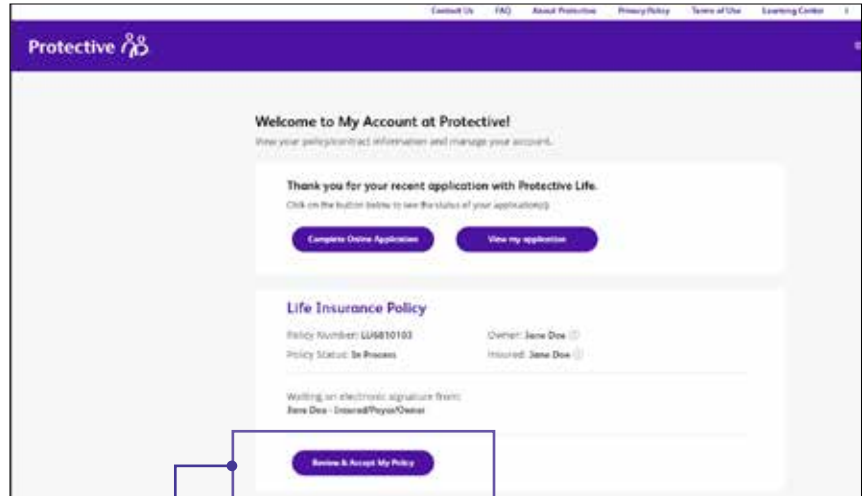 Contact Us FAQ About Protective Privacy Policy Terms of Use Learning Center
Protective
Welcome to My Account at Protective!
View your policy/contract information and manage your account.
Thank you for your recent application with Protective Life.
Click on the button below to see the status of your application(s).
Complete Online Application View my application
Life Insurance Policy
Policy Number: LU6810103 Owner: Jane Doe
Policy Status: In Process Insured: Jane Doe
Waiting on electronic signature from:
Jane Doe - Insured/Payor/Owner
Review & Accept My Policy